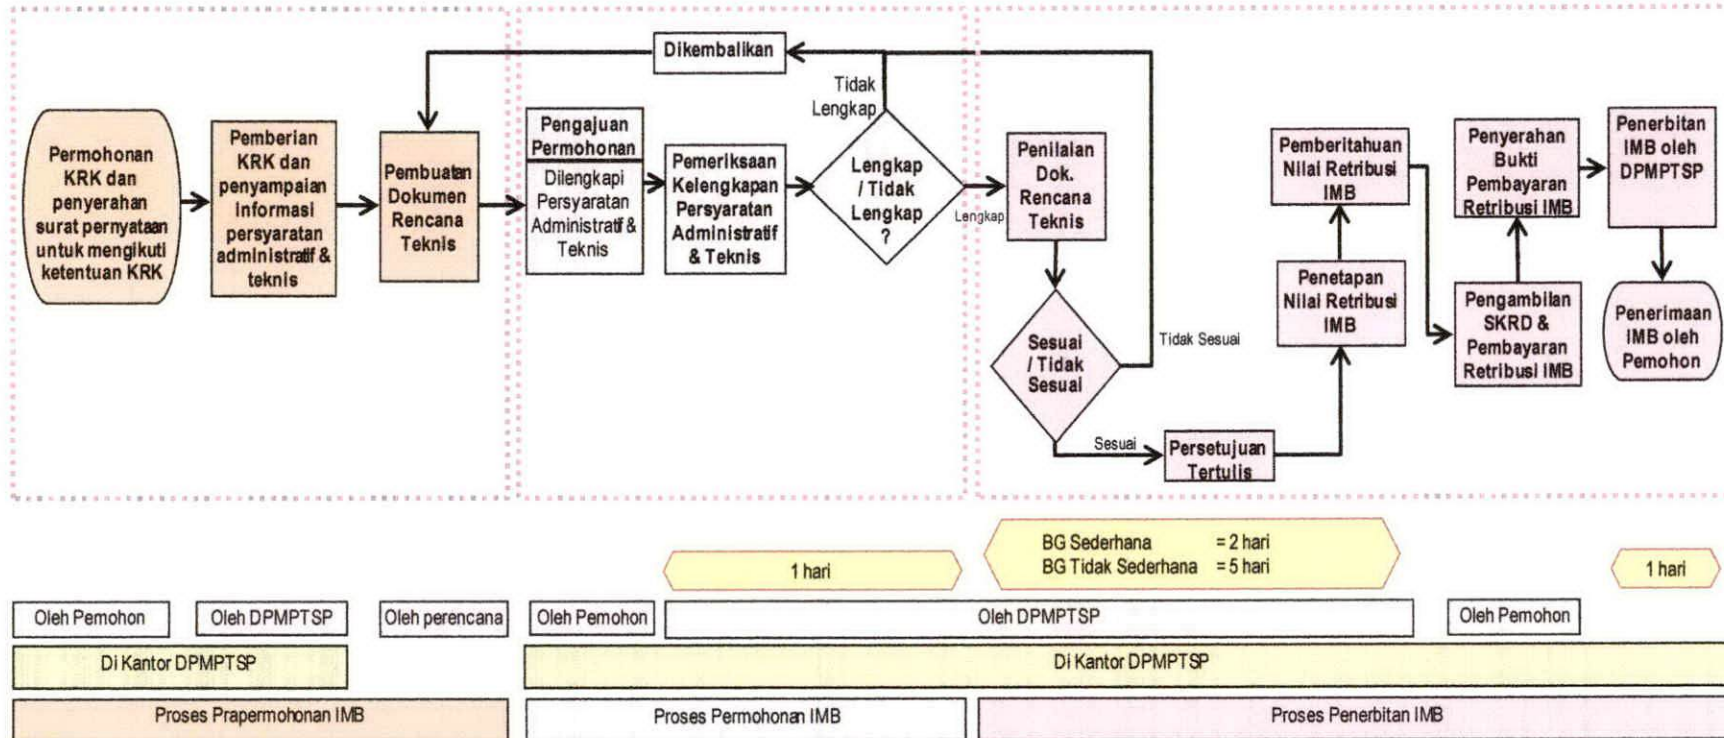 Permohonan
KRK dan
penyerahan
surat pernyataan
untuk mengikuti
ketentuan KRK
Pemberian
KRK dan
penyampaian
informasi
persyaratan
administratif &
teknis
Pembuatan
Dokumen
Rencana
Teknis
Dikembalikan
Pengajuan
Permohonan
Dilengkapi
Persyaratan
Administratif &
Teknis
Pemeriksaan
Kelengkapan
Persyaratan
Administratif
& Teknis
Tidak
Lengkap
Lengkap
/ Tidak
Lengkap
?
Lengkap
Penilaian
Dok.
Rencana
Teknis
Sesuai
/ Tidak
Sesuai
Tidak Sesuai
Sesuai
Persetujuan
Tertulis
Penetapan
Nilai Retribusi
IMB
Pemberitahuan
Nilai Retribusi
IMB
Pengambilan
SKRD &
Pembayaran
Retribusi IMB
Penyerahan
Bukti
Pembayaran
Retribusi IMB
Penerbitan
IMB oleh
DPMPTSP
Penerimaan
IMB oleh
Pemohon
1 hari
BG Sederhana = 2 hari
BG Tidak Sederhana = 5 hari
1 hari
Oleh Pemohon
Oleh DPMPTSP
Oleh perencana
Oleh Pemohon
Oleh DPMPTSP
Oleh Pemohon
Di Kantor DPMPTSP
Di Kantor DPMPTSP
Proses Prapermohonan IMB
Proses Permohonan IMB
Proses Penerbitan IMB